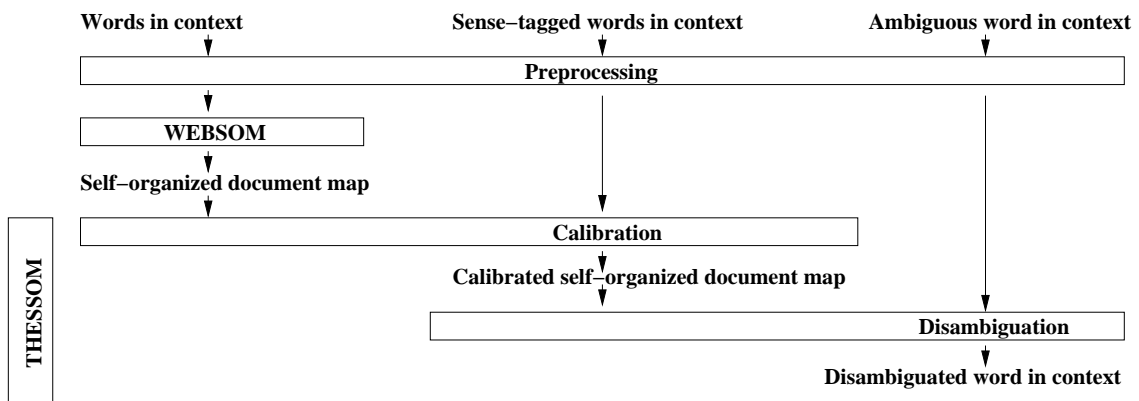 Words in context
Sense−tagged words in context
Ambiguous word in context
Preprocessing
WEBSOM
Self−organized document map
Calibration
Calibrated self−organized document map
THESSOM
Disambiguation
Disambiguated word in context